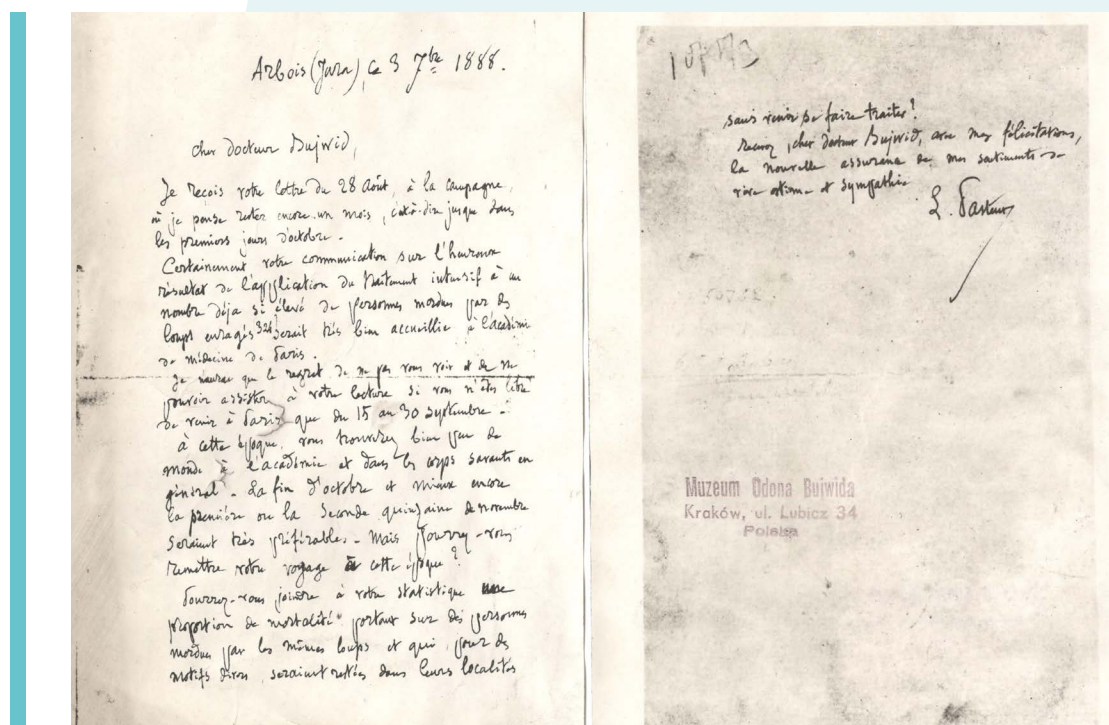 Arbois (Jura), ce 3 7bre 1888.
cher Docteur Bujwid,
Je reçois votre lettre du 28 Août, à la campagne,
où je pense rester encore un mois, c'est-à-dire jusque dans
les premiers jours d'octobre.
Certainement votre communication sur l'heureux
résultat de l'application du traitement intensif à un
nombre déjà si élevé de personnes mordues par des
loups enragés serait très bien accueillie à l'académie
de médecine de Paris.
Je n'aurai que le regret de ne pas vous voir et de ne
pouvoir assister à votre lecture si vous n'êtes libre
de venir à Paris que du 15 au 30 septembre -
à cette époque, vous trouverez bien peu de
monde à l'académie et dans les corps savants en
général - La fin d'octobre et mieux encore
la première ou la seconde quinzaine de novembre
seraient très préférables - Mais pourrez-vous
remettre votre voyage à cette époque?
Pourrez-vous joindre à votre statistique une
proportion de mortalité portant sur des personnes
mordues par les mêmes loups et qui, pour des
motifs divers, seraient restées dans leurs localités
sans venir se faire traiter?
Recevez, cher docteur Bujwid, avec mes félicitations,
la nouvelle assurance de mes sentiments de
vive estime et sympathie
L. Pasteur
Muzeum Odona Bujwida
Kraków, ul. Lubicz 34
Polska